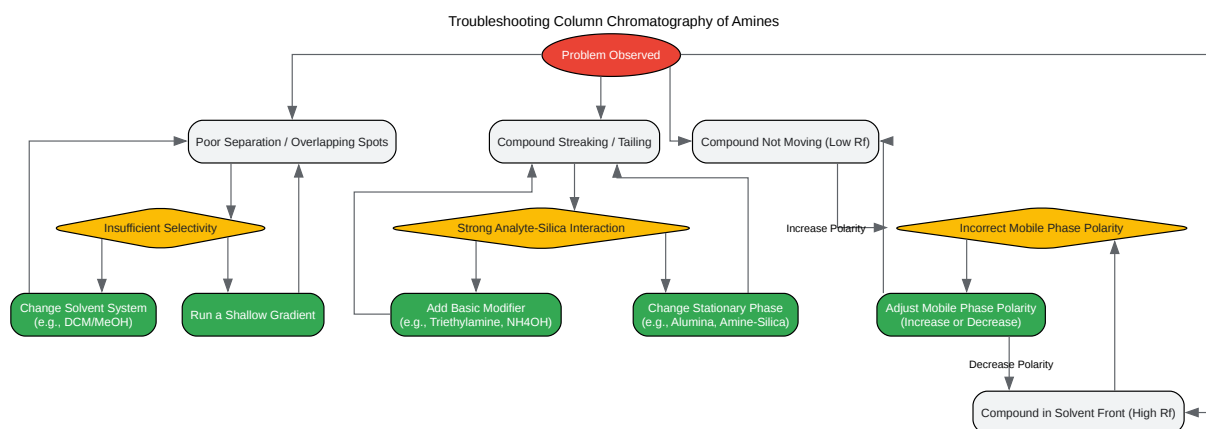 Troubleshooting Column Chromatography of Amines
Problem Observed
Poor Separation / Overlapping Spots
Compound Streaking / Tailing
Compound Not Moving (Low Rf)
Insufficient Selectivity
Strong Analyte-Silica Interaction
Increase Polarity
Incorrect Mobile Phase Polarity
Change Solvent System
(e.g., DCM/MeOH)
Run a Shallow Gradient
Add Basic Modifier
(e.g., Triethylamine, NH4OH)
Change Stationary Phase
(e.g., Alumina, Amine-Silica)
Adjust Mobile Phase Polarity
(Increase or Decrease)
Decrease Polarity
Compound in Solvent Front (High Rf)